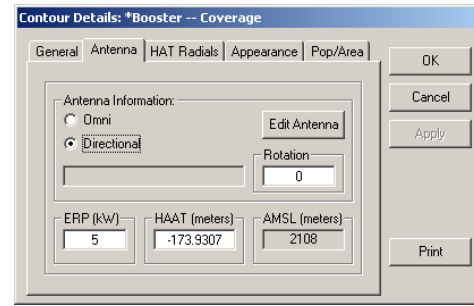 Contour Details: *Booster -- Coverage
General Antenna HAT Radials Appearance Pop/Area
OK
Cancel
Apply
Print
Antenna Information:
Omni
Directional
Edit Antenna
Rotation
0
ERP (kW) HAAT (meters) AMSL (meters)
5 -173.9307 2108